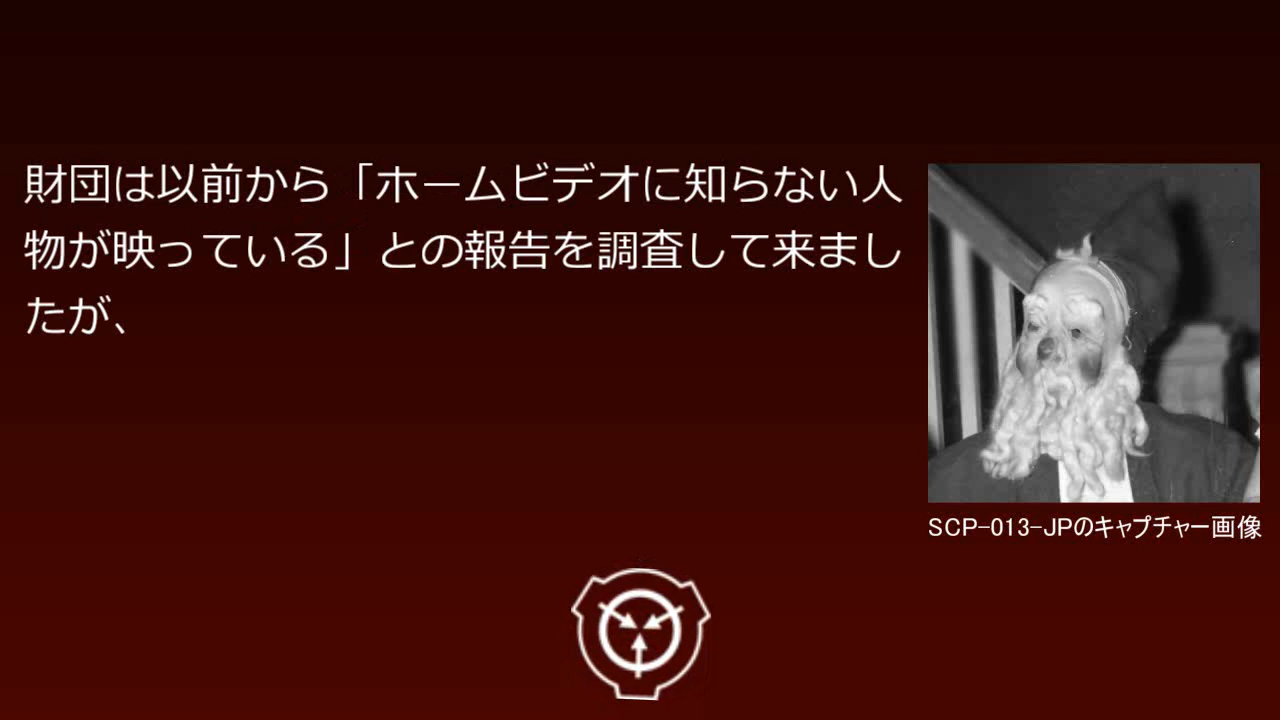 財団は以前から「ホームビデオに知らない人
物が映っている」との報告を調査して来まし
たが、
SCP-013-JPのキャプチャー画像